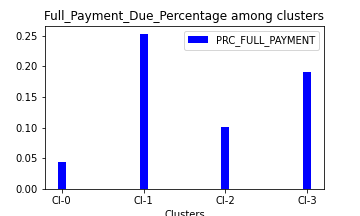 Full_Payment_Due_Percentage among clusters
PRC_FULL_PAYMENT
0.25
0.20
0.15
0.10
0.05
0.00
Cl-0 Cl-1 Cl-2 Cl-3
Clusters